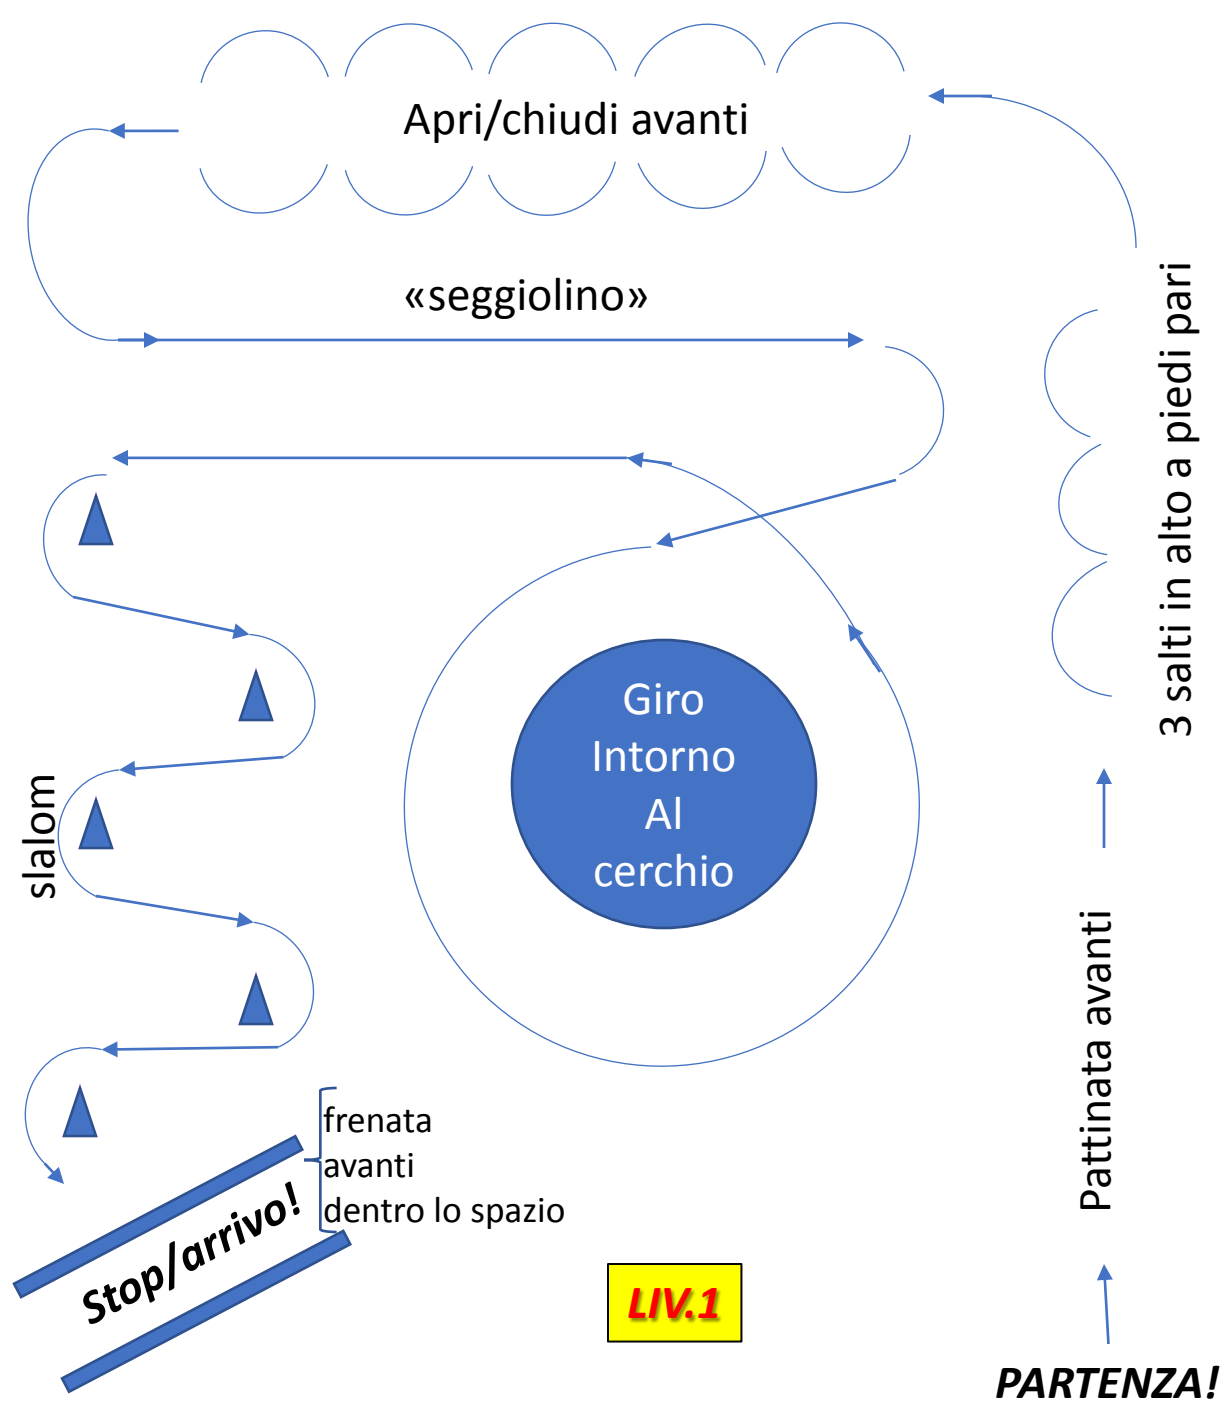 Apri/chiudi avanti
«seggiolino»
3 salti in alto a piedi pari
Giro
Intorno
Al
cerchio
slalom
Pattinata avanti
frenata
avanti
dentro lo spazio
Stop/arrivo!
LIV.1
PARTENZA!